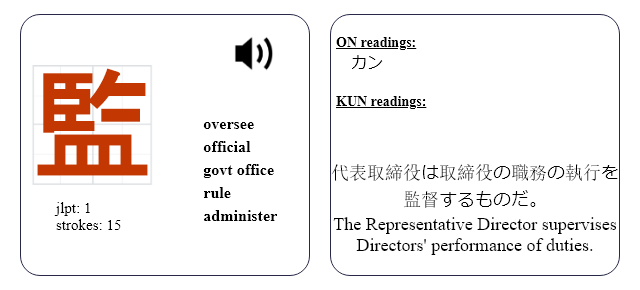 監
jlpt: 1
strokes: 15
oversee
official
govt office
rule
administer
ON readings:
カン
KUN readings:
代表取締役は取締役の職務の執行を
監督するものだ。
The Representative Director supervises
Directors' performance of duties.